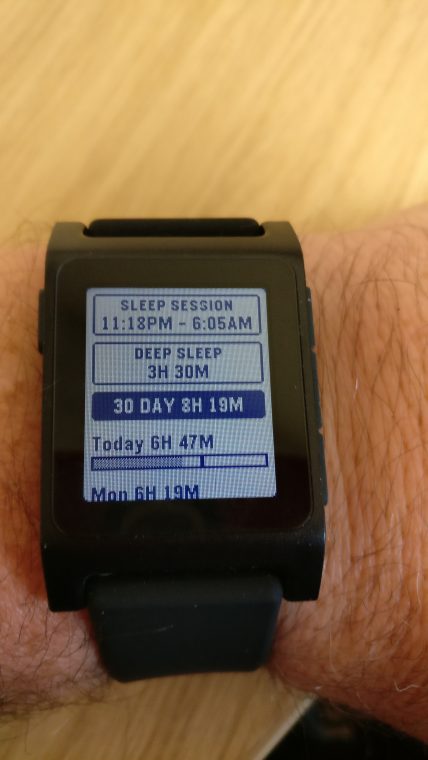 SLEEP SESSION
11:18PM - 6:05AM
DEEP SLEEP
3H 30M
30 DAY 8H 19M
Today 6H 47M
Mon 6H 19M